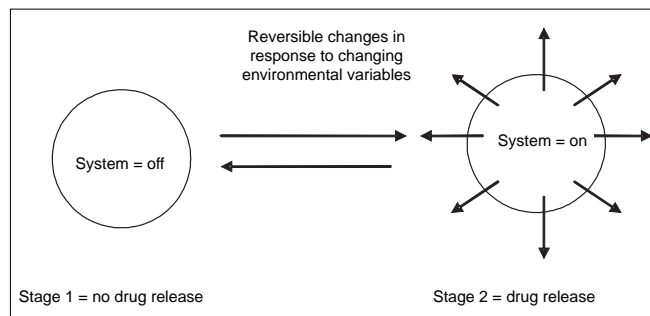 Reversible changes in
response to changing
environmental variables
System = off
System = on
Stage 1 = no drug release
Stage 2 = drug release